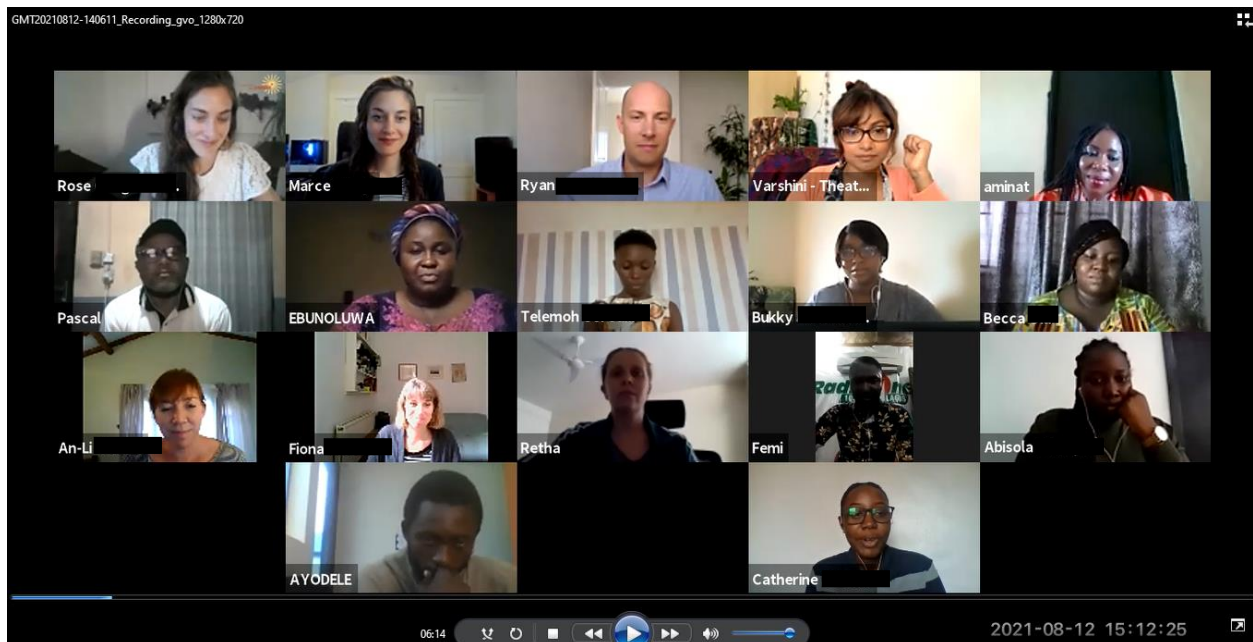 GMT20210812-140611_Recording_gvo_1280x720
Rose
Marce
Ryan
Varshini - Theat...
aminat
Pascal
EBUNOLUWA
Telemoh
Bukky
Becca
An-Li
Fiona
Retha
Femi
Abisola
AYODELE
Catherine
06:14
2021-08-12 15:12:25